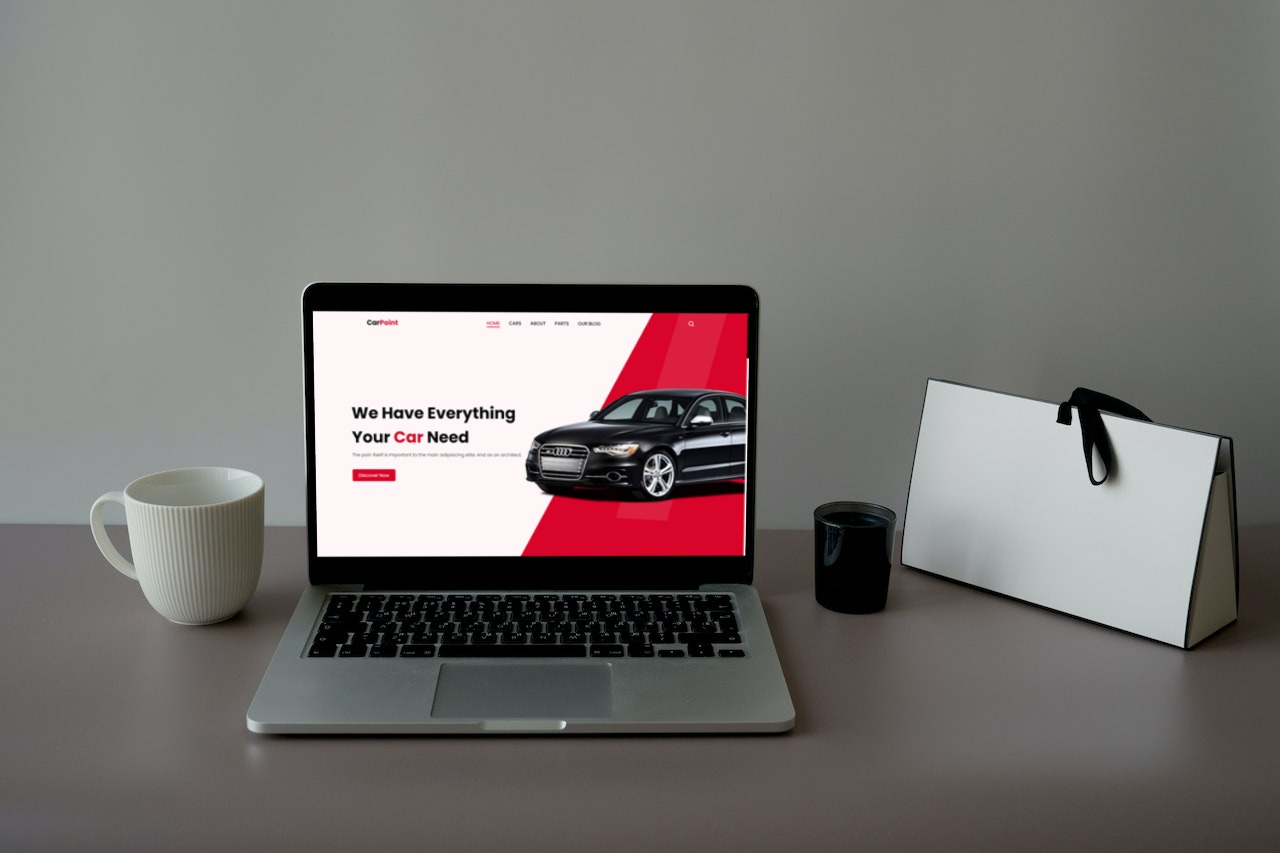 CarPoint
HOME CARS ABOUT PARTS OUR BLOG
We Have Everything
Your Car Need
The pain itself is important to the main adipiscing elite. And as an architect,
Discover Now